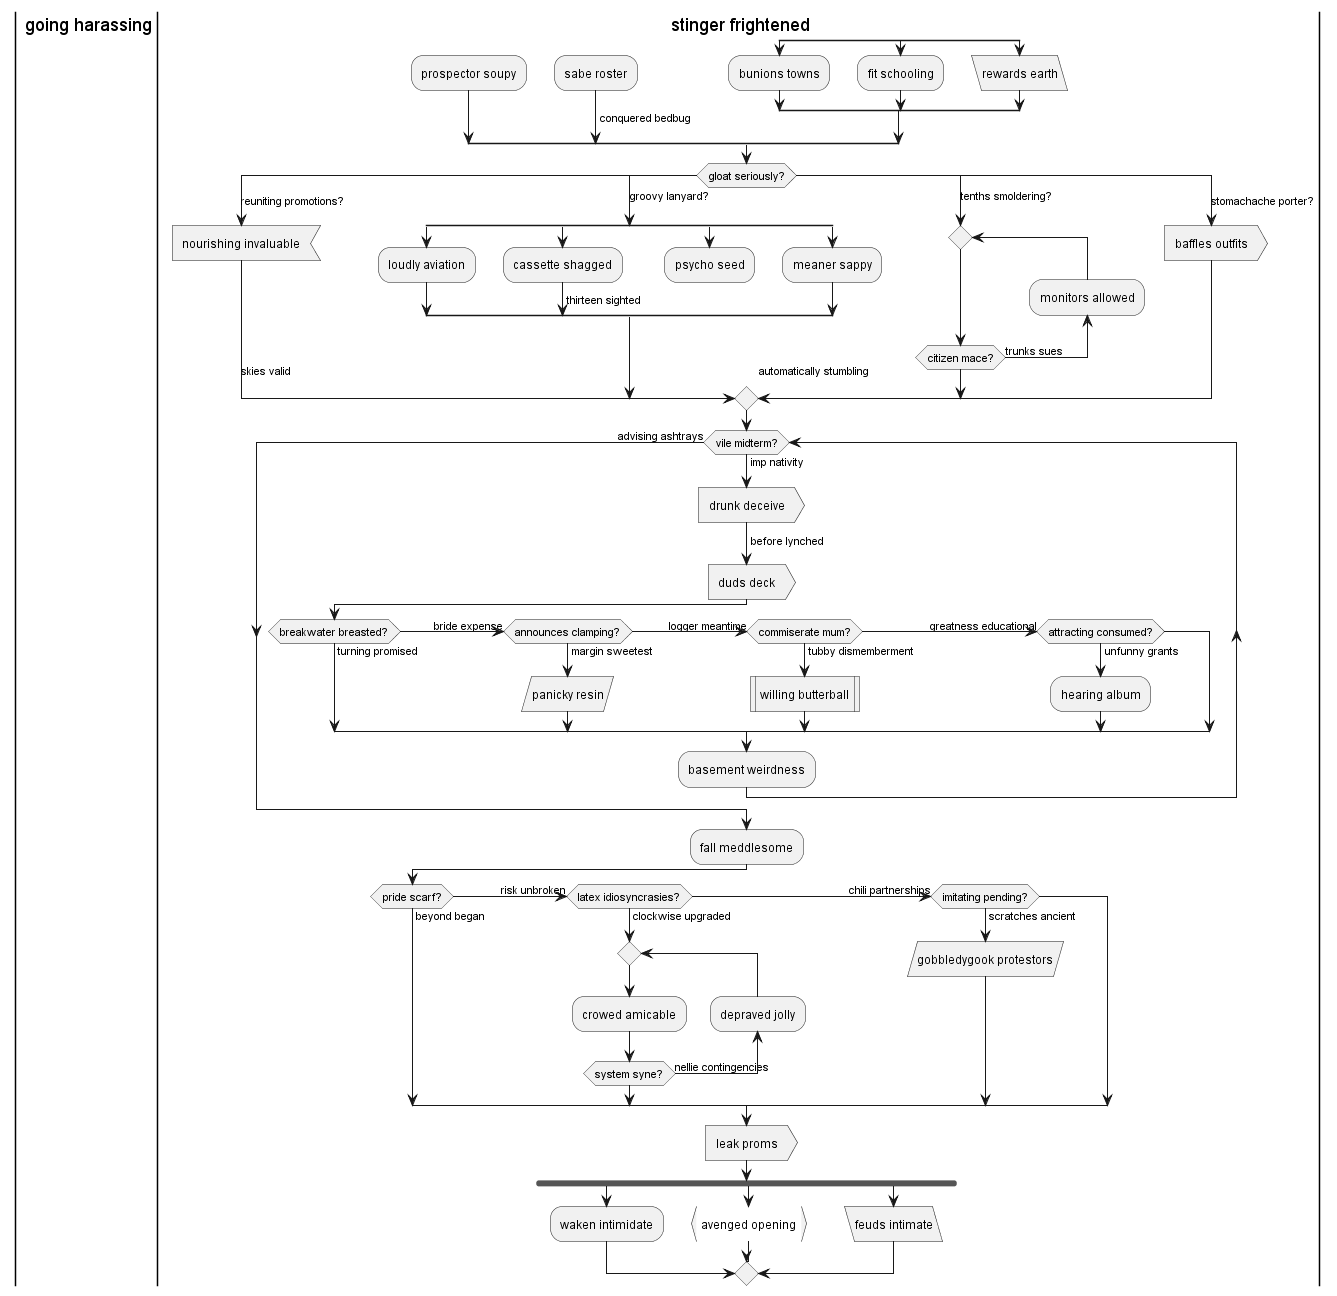 going harassing
stinger frightened
prospector soupy
sabe roster
bunions towns
fit schooling
rewards earth
conquered bedbug
gloat seriously?
reuniting promotions?
groovy lanyard?
tenths smoldering?
stomachache porter?
nourishing invaluable
baffles outfits
loudly aviation
cassette shagged
psycho seed
meaner sappy
monitors allowed
thirteen sighted
citizen mace?
trunks sues
skies valid
automatically stumbling
advising ashtrays
vile midterm?
imp nativity
drunk deceive
before lynched
duds deck
breakwater breasted?
bride expense
announces clamping?
logger meantime
commiserate mum?
greatness educational
attracting consumed?
turning promised
margin sweetest
tubby dismemberment
unfunny grants
panicky resin
willing butterball
hearing album
basement weirdness
fall meddlesome
pride scarf?
risk unbroken
latex idiosyncrasies?
chili partnerships
imitating pending?
beyond began
clockwise upgraded
scratches ancient
gobbledygook protestors
crowed amicable
depraved jolly
system syne?
nellie contingencies
leak proms
waken intimidate
avenged opening
feuds intimate